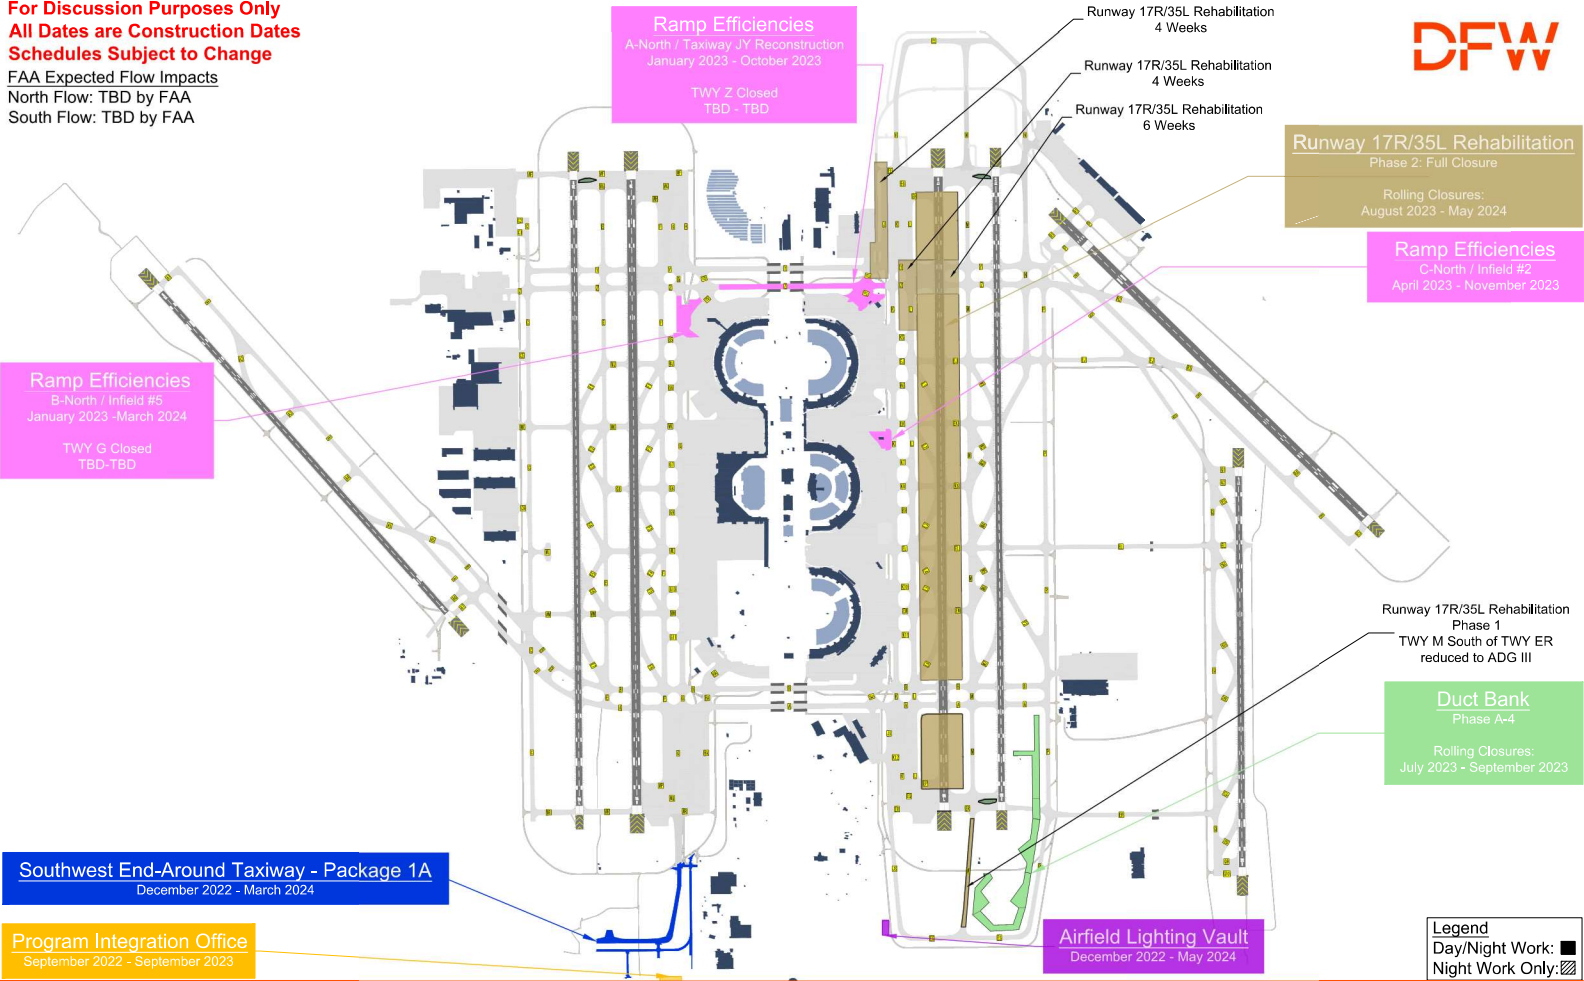 For Discussion Purposes Only
All Dates are Construction Dates
Schedules Subject to Change
FAA Expected Flow Impacts
North Flow: TBD by FAA
South Flow: TBD by FAA
Ramp Efficiencies
A-North / Taxiway JY Reconstruction
January 2023 - October 2023
TWY Z Closed
TBD - TBD
Runway 17R/35L Rehabilitation
4 Weeks
Runway 17R/35L Rehabilitation
4 Weeks
Runway 17R/35L Rehabilitation
6 Weeks
DFW
Runway 17R/35L Rehabilitation
Phase 2: Full Closure
Rolling Closures:
August 2023 - May 2024
Ramp Efficiencies
C-North / Infield #2
April 2023 - November 2023
Ramp Efficiencies
B-North / Infield #5
January 2023 -March 2024
TWY G Closed
TBD-TBD
Runway 17R/35L Rehabilitation
Phase 1
TWY M South of TWY ER
reduced to ADG III
Duct Bank
Phase A-4
Rolling Closures:
July 2023 - September 2023
Southwest End-Around Taxiway - Package 1A
December 2022 - March 2024
Program Integration Office
September 2022 - September 2023
Airfield Lighting Vault
December 2022 - May 2024
Legend
Day/Night Work:
Night Work Only: